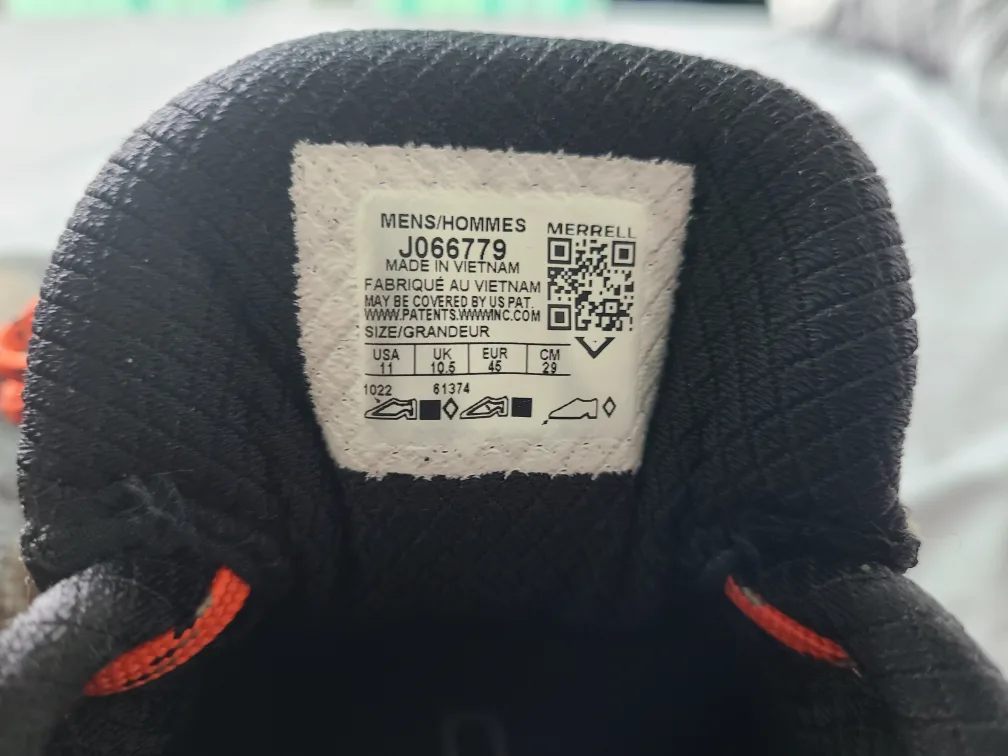 MENS/HOMMES
MERRELL
J066779
MADE IN VIETNAM
FABRIQUÉ AU VIETNAM
MAY BE COVERED BY US PAT.
WWW.PATENTS.WWWINC.COM
SIZE/GRANDEUR
USA UK EUR CM
11 10.5 45 29
1022 61374